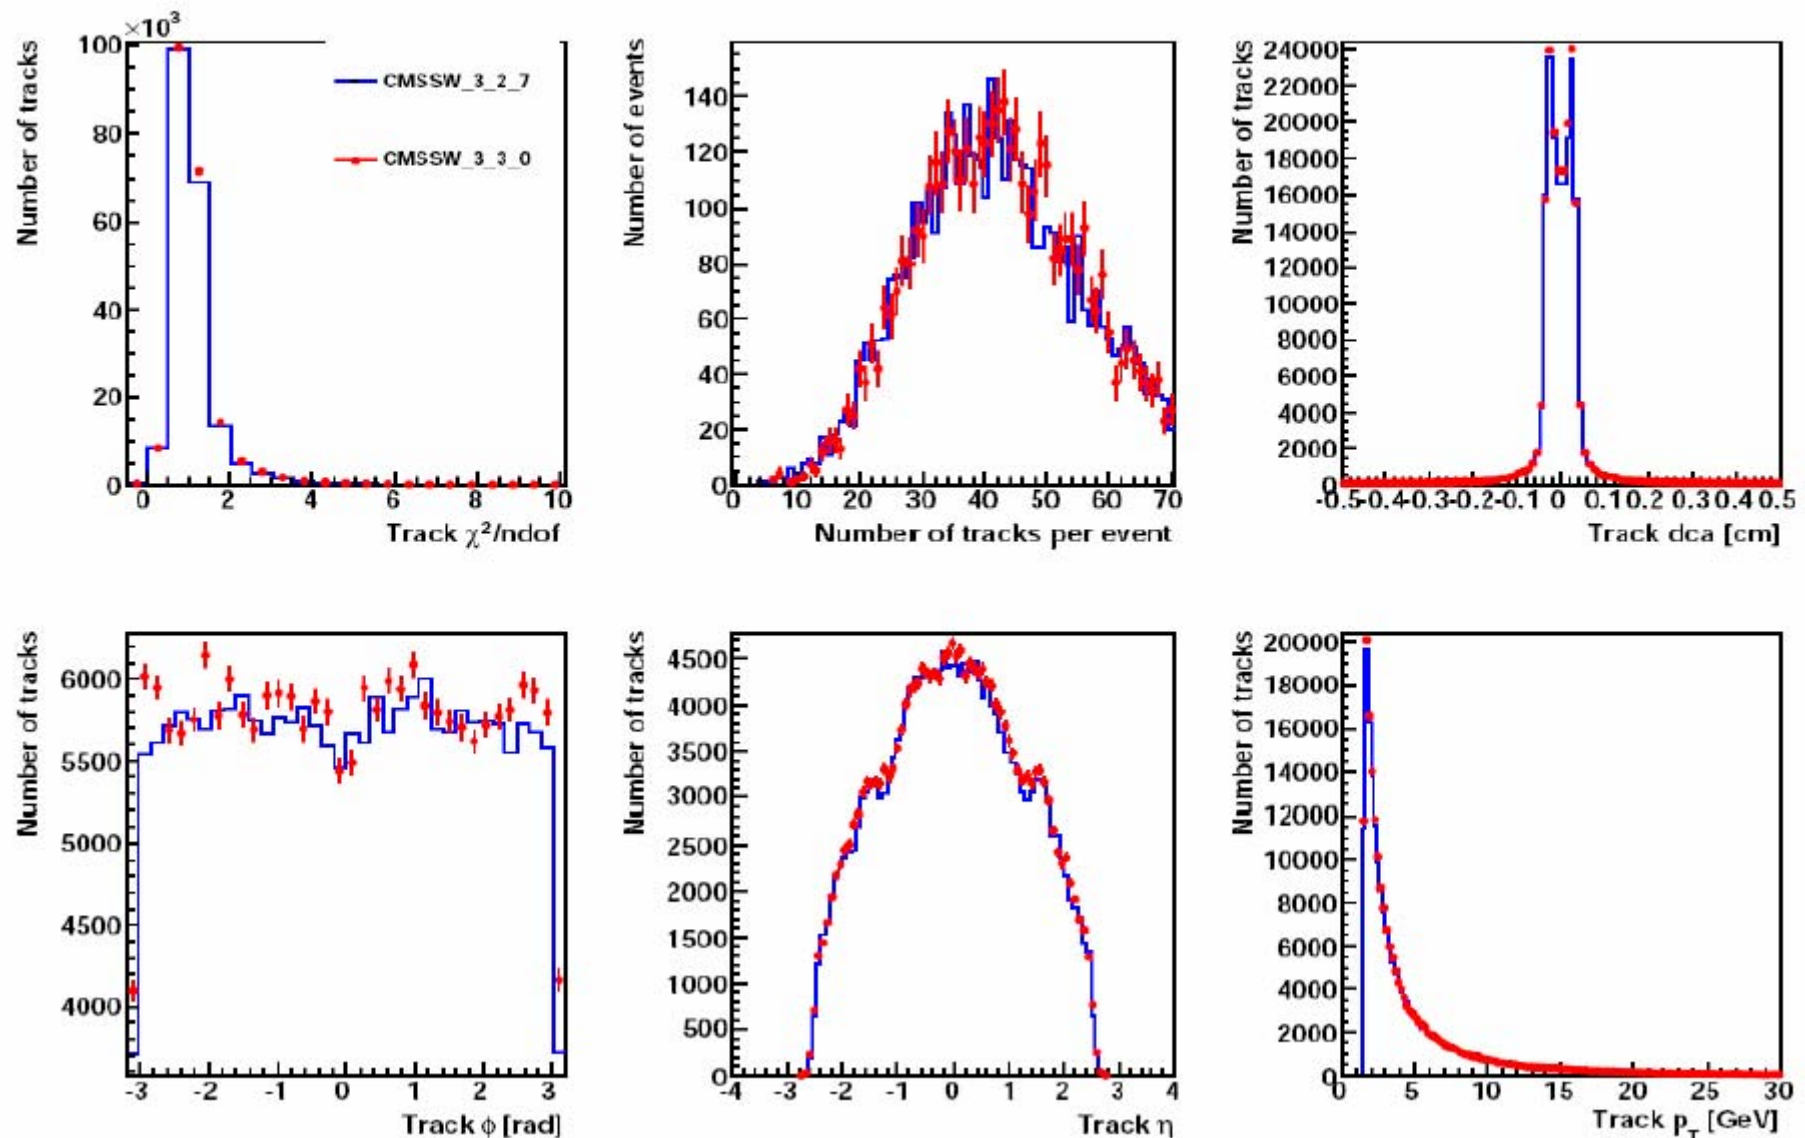 ×10³
Number of tracks
100
80
60
40
20
0
CMSSW_3_2_7
CMSSW_3_3_0
0 2 4 6 8 10
Track χ²/ndof
Number of events
140
120
100
80
60
40
20
0
0 10 20 30 40 50 60 70
Number of tracks per event
Number of tracks
24000
22000
20000
18000
16000
14000
12000
10000
8000
6000
4000
2000
0
-0.5-0.4-0.3-0.2-0.1 0 0.1 0.2 0.3 0.4 0.5
Track dca [cm]
Number of tracks
6000
5500
5000
4500
4000
-3 -2 -1 0 1 2 3
Track ϕ [rad]
Number of tracks
4500
4000
3500
3000
2500
2000
1500
1000
500
0
-4 -3 -2 -1 0 1 2 3 4
Track η
Number of tracks
20000
18000
16000
14000
12000
10000
8000
6000
4000
2000
0
0 5 10 15 20 25 30
Track p_T [GeV]